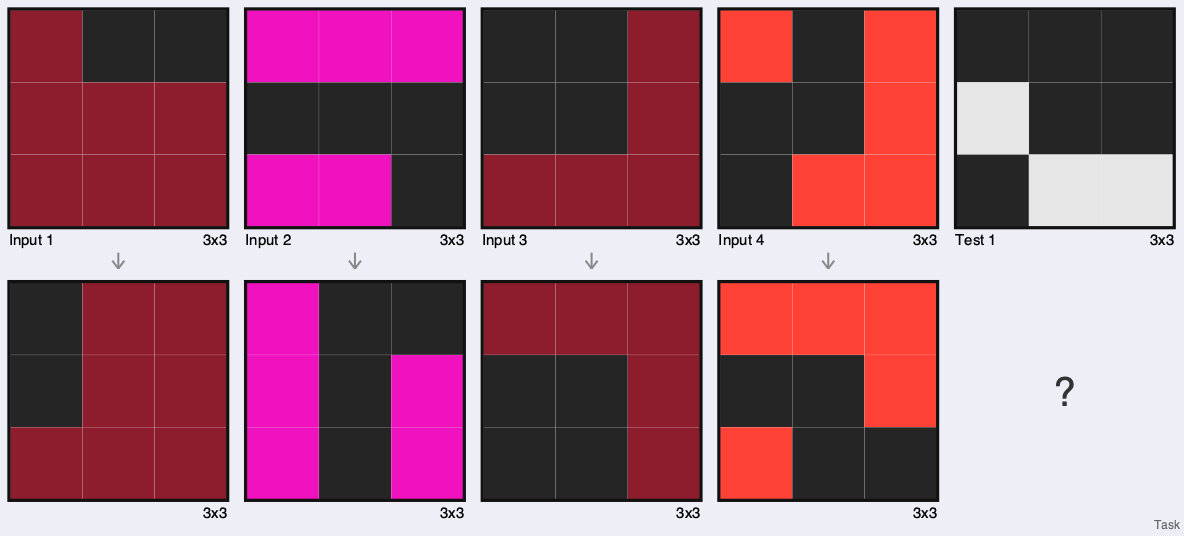 Input 1 3x3
Input 2 3x3
Input 3 3x3
Input 4 3x3
Test 1 3x3
?
3x3
3x3
3x3
3x3
Task